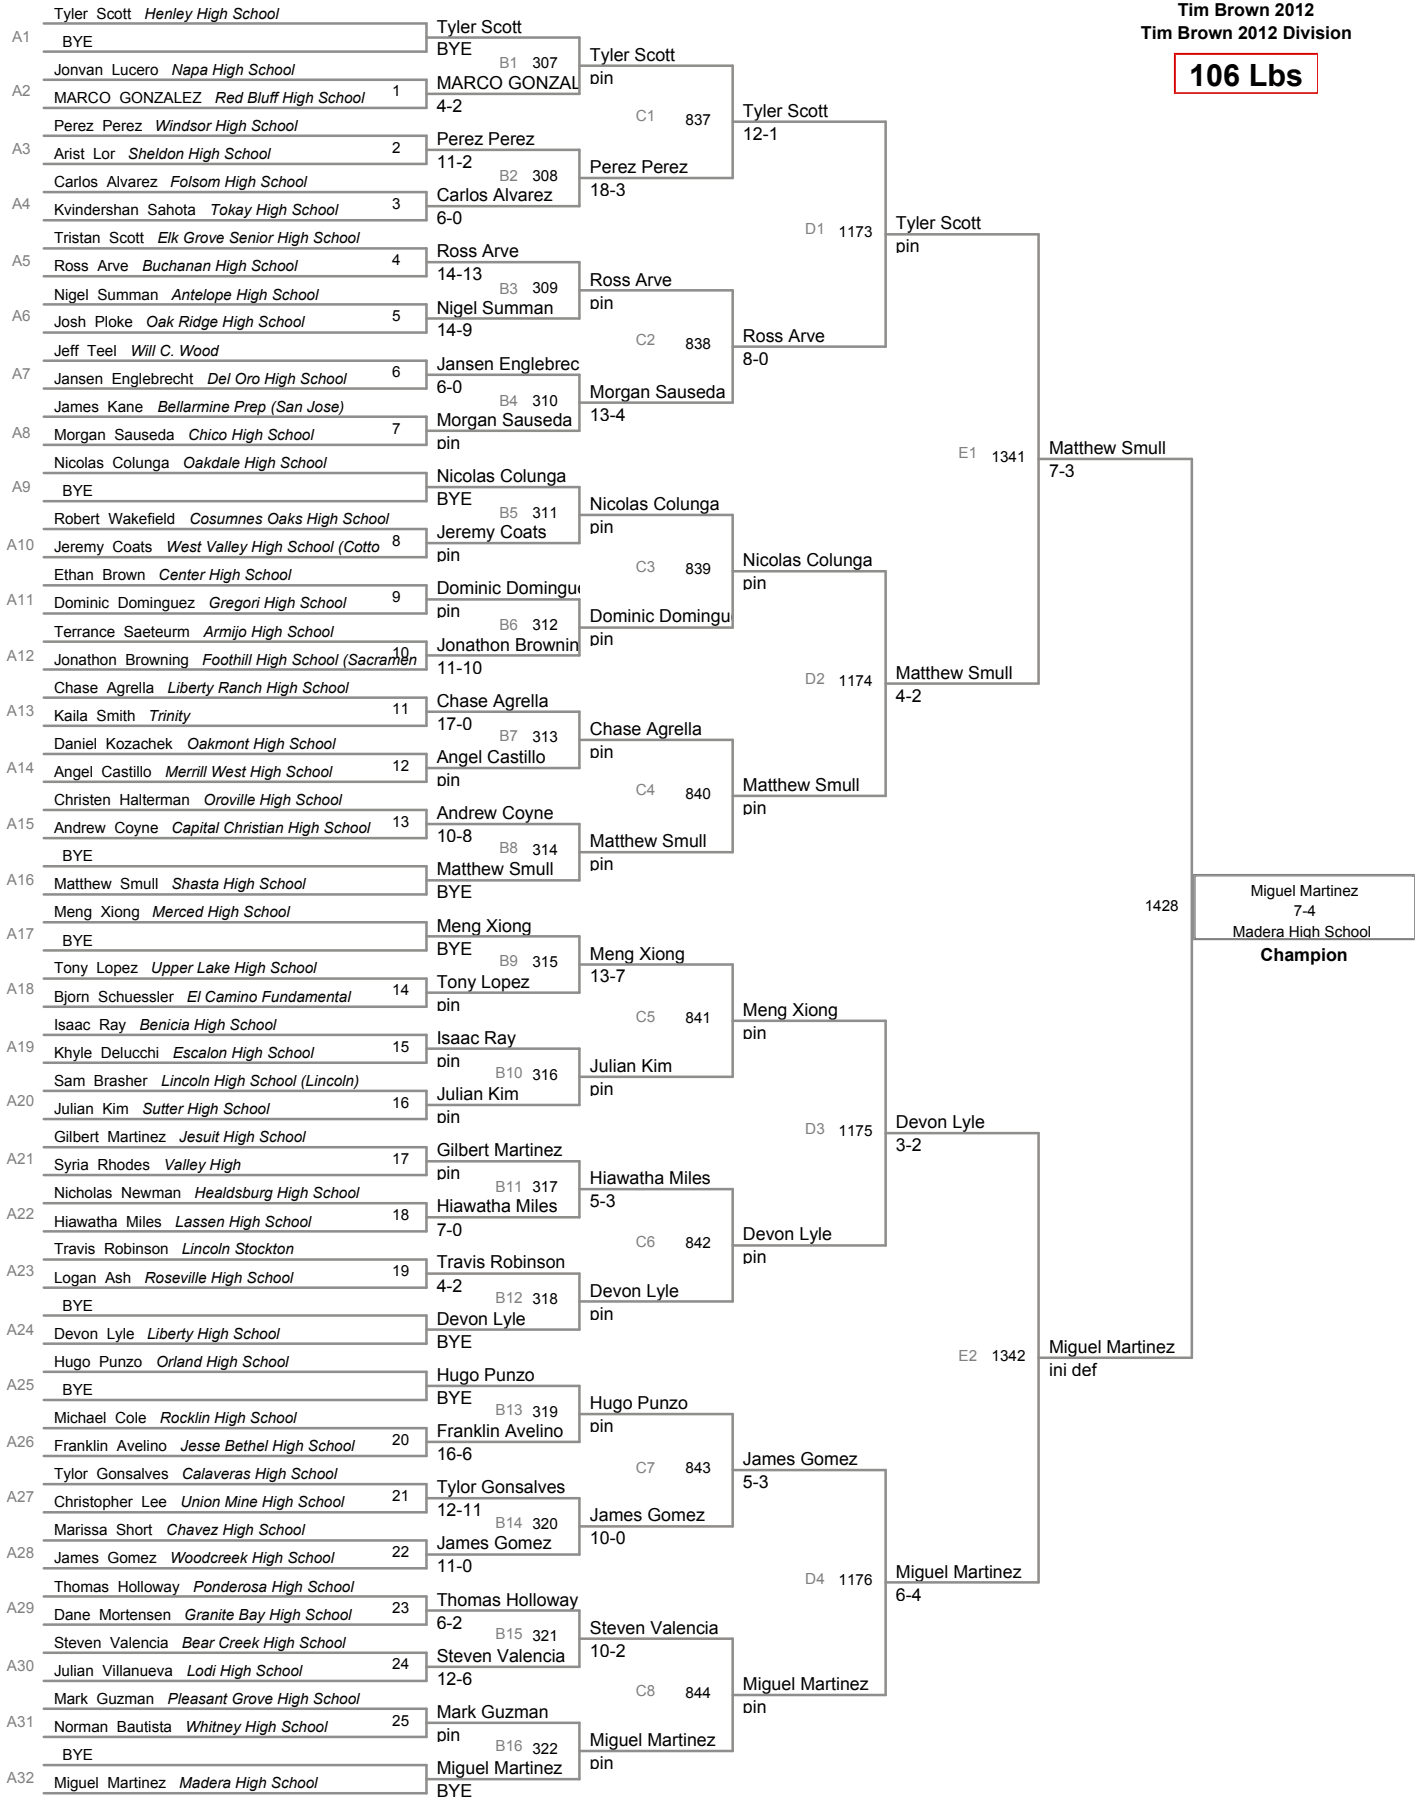 Tim Brown 2012
Tim Brown 2012 Division
106 Lbs
Tyler Scott Henley High School
A1
BYE
Jonvan Lucero Napa High School
A2
MARCO GONZALEZ Red Bluff High School 1
Perez Perez Windsor High School
A3
Arist Lor Sheldon High School 2
Carlos Alvarez Folsom High School
A4
Kvindershan Sahota Tokay High School 3
Tristan Scott Elk Grove Senior High School
A5
Ross Arve Buchanan High School 4
Nigel Summan Antelope High School
A6
Josh Ploke Oak Ridge High School 5
Jeff Teel Will C. Wood
A7
Jansen Englebrecht Del Oro High School 6
James Kane Bellarmine Prep (San Jose)
A8
Morgan Sauseda Chico High School 7
Nicolas Colunga Oakdale High School
A9
BYE
Robert Wakefield Cosumnes Oaks High School
A10
Jeremy Coats West Valley High School (Cotto 8
Ethan Brown Center High School
A11
Dominic Dominguez Gregori High School 9
Terrance Saeteurm Armijo High School
A12
Jonathon Browning Foothill High School (Sacramen 10
Chase Agrella Liberty Ranch High School
A13
Kaila Smith Trinity 11
Daniel Kozachek Oakmont High School
A14
Angel Castillo Merrill West High School 12
Christen Halterman Oroville High School
A15
Andrew Coyne Capital Christian High School 13
BYE
A16
Matthew Smull Shasta High School
Meng Xiong Merced High School
A17
BYE
Tony Lopez Upper Lake High School
A18
Bjorn Schuessler El Camino Fundamental 14
Isaac Ray Benicia High School
A19
Khyle Delucchi Escalon High School 15
Sam Brasher Lincoln High School (Lincoln)
A20
Julian Kim Sutter High School 16
Gilbert Martinez Jesuit High School
A21
Syria Rhodes Valley High 17
Nicholas Newman Healdsburg High School
A22
Hiawatha Miles Lassen High School 18
Travis Robinson Lincoln Stockton
A23
Logan Ash Roseville High School 19
BYE
A24
Devon Lyle Liberty High School
Hugo Punzo Orland High School
A25
BYE
Michael Cole Rocklin High School
A26
Franklin Avelino Jesse Bethel High School 20
Tylor Gonsalves Calaveras High School
A27
Christopher Lee Union Mine High School 21
Marissa Short Chavez High School
A28
James Gomez Woodcreek High School 22
Thomas Holloway Ponderosa High School
A29
Dane Mortensen Granite Bay High School 23
Steven Valencia Bear Creek High School
A30
Julian Villanueva Lodi High School 24
Mark Guzman Pleasant Grove High School
A31
Norman Bautista Whitney High School 25
BYE
A32
Miguel Martinez Madera High School
Tyler Scott
BYE
B1 307
MARCO GONZAL
4-2
Perez Perez
11-2
B2 308
Carlos Alvarez
6-0
Ross Arve
14-13
B3 309
Nigel Summan
14-9
Jansen Englebrec
6-0
B4 310
Morgan Sauseda
pin
Nicolas Colunga
BYE
B5 311
Jeremy Coats
pin
Dominic Domingue
pin
B6 312
Jonathon Brownin
11-10
Chase Agrella
17-0
B7 313
Angel Castillo
pin
Andrew Coyne
10-8
B8 314
Matthew Smull
BYE
Meng Xiong
BYE
B9 315
Tony Lopez
pin
Isaac Ray
pin
B10 316
Julian Kim
pin
Gilbert Martinez
pin
B11 317
Hiawatha Miles
7-0
Travis Robinson
4-2
B12 318
Devon Lyle
BYE
Hugo Punzo
BYE
B13 319
Franklin Avelino
16-6
Tylor Gonsalves
12-11
B14 320
James Gomez
11-0
Thomas Holloway
6-2
B15 321
Steven Valencia
12-6
Mark Guzman
pin
B16 322
Miguel Martinez
BYE
Tyler Scott
pin
C1 837
Perez Perez
18-3
Ross Arve
pin
C2 838
Morgan Sauseda
13-4
Nicolas Colunga
pin
C3 839
Dominic Domingu
pin
Chase Agrella
pin
C4 840
Matthew Smull
pin
Meng Xiong
13-7
C5 841
Julian Kim
pin
Hiawatha Miles
5-3
C6 842
Devon Lyle
pin
Hugo Punzo
pin
C7 843
James Gomez
10-0
Steven Valencia
10-2
C8 844
Miguel Martinez
pin
Tyler Scott
12-1
D1 1173
Ross Arve
8-0
Nicolas Colunga
pin
D2 1174
Matthew Smull
pin
Meng Xiong
pin
D3 1175
Devon Lyle
pin
James Gomez
5-3
D4 1176
Miguel Martinez
pin
Tyler Scott
pin
E1 1341
Matthew Smull
4-2
Devon Lyle
3-2
E2 1342
Miguel Martinez
6-4
Matthew Smull
7-3
1428
Miguel Martinez
ini def
Miguel Martinez
7-4
Madera High School
Champion